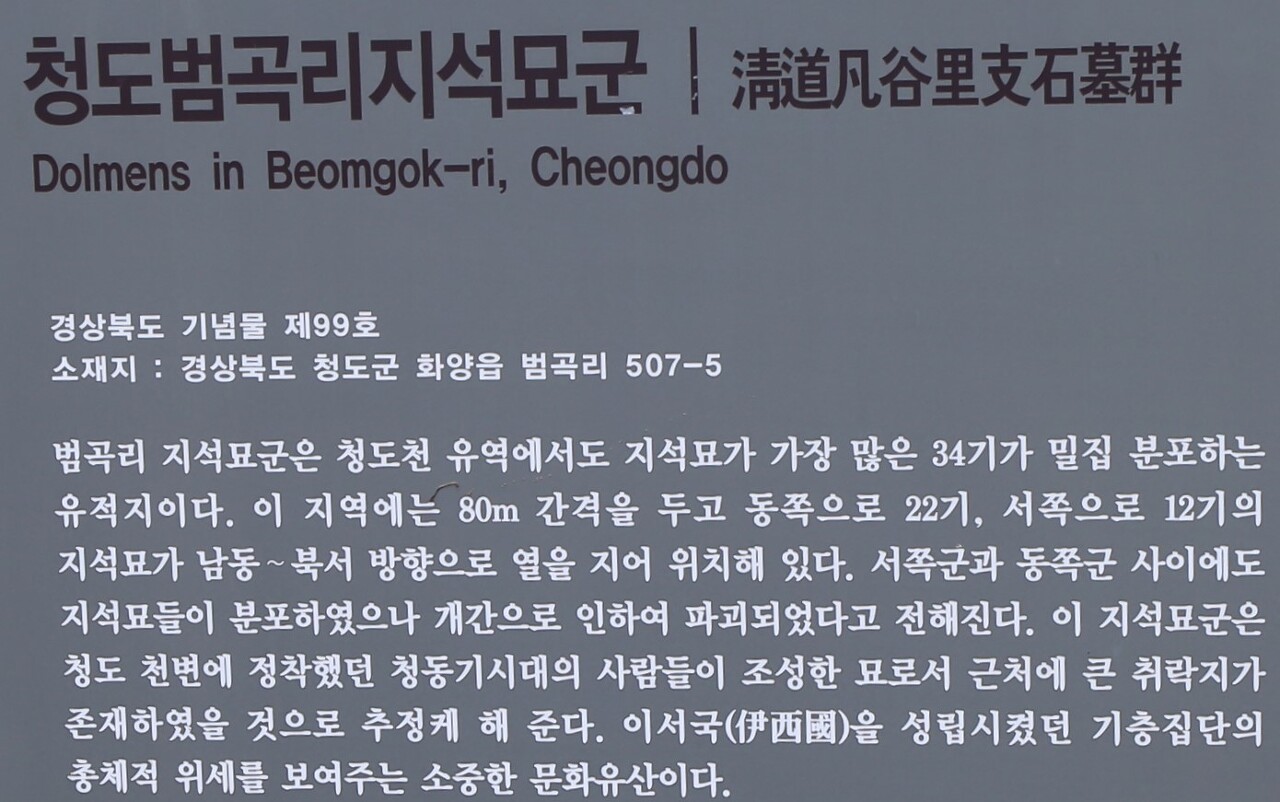 청도범곡리지석묘군 | 淸道凡谷里支石墓群
Dolmens in Beomgok-ri, Cheongdo
경상북도 기념물 제99호
소재지 : 경상북도 청도군 화양읍 범곡리 507-5
범곡리 지석묘군은 청도천 유역에서도 지석묘가 가장 많은 34기가 밀집 분포하는
유적지이다. 이 지역에는 80m 간격을 두고 동쪽으로 22기, 서쪽으로 12기의
지석묘가 남동~북서 방향으로 열을 지어 위치해 있다. 서쪽군과 동쪽군 사이에도
지석묘들이 분포하였으나 개간으로 인하여 파괴되었다고 전해진다. 이 지석묘군은
청도 천변에 정착했던 청동기시대의 사람들이 조성한 묘로서 근처에 큰 취락지가
존재하였을 것으로 추정케 해 준다. 이서국(伊西國)을 성립시켰던 기층집단의
총체적 위세를 보여주는 소중한 문화유산이다.